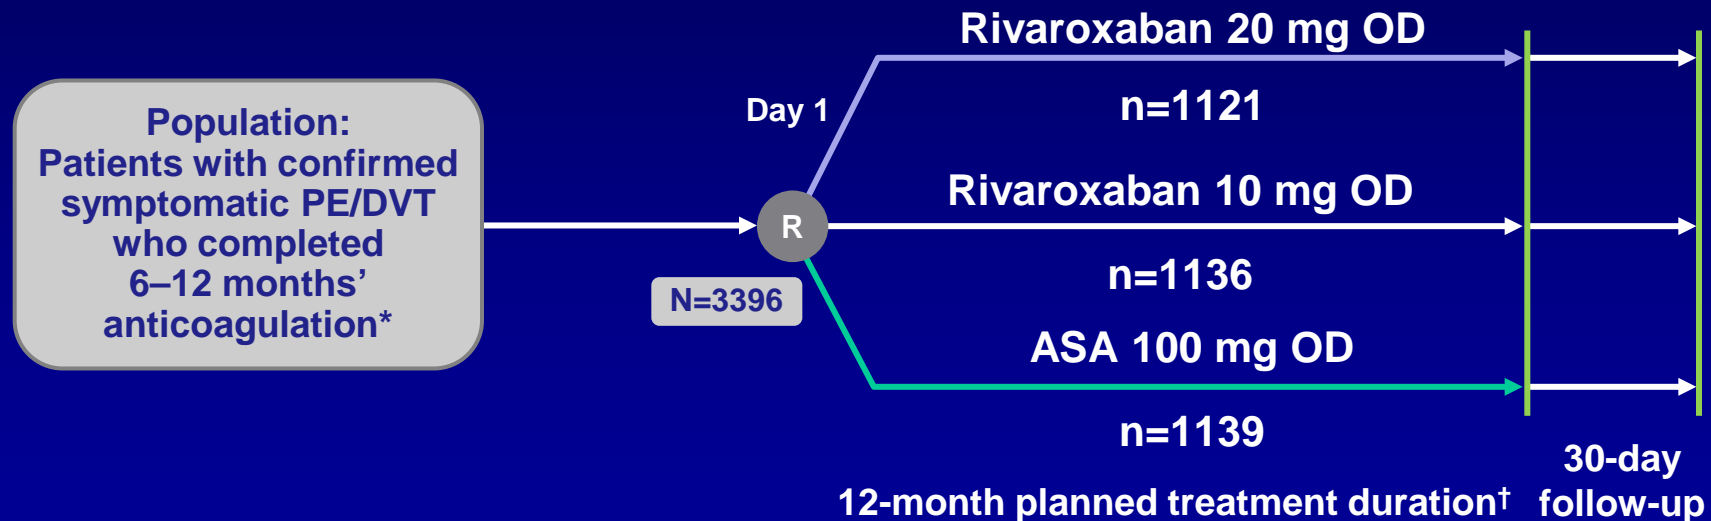 Population:
Patients with confirmed
symptomatic PE/DVT
who completed
6–12 months’
anticoagulation*
Day 1
R
N=3396
Rivaroxaban 20 mg OD
n=1121
Rivaroxaban 10 mg OD
n=1136
ASA 100 mg OD
n=1139
12-month planned treatment duration†
30-day
follow-up